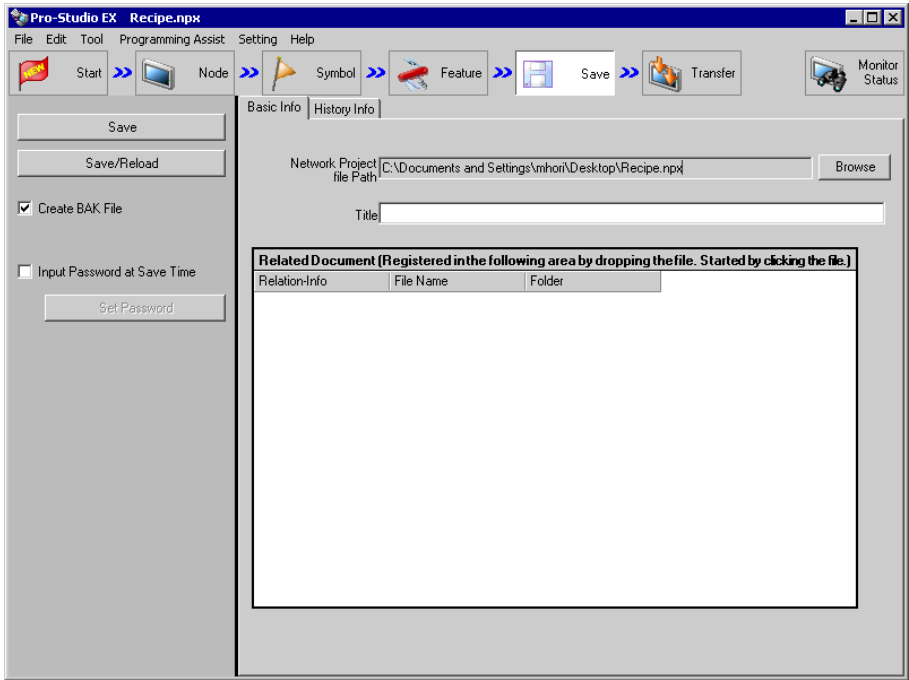 Pro-Studio EX Recipe.npx
File Edit Tool Programming Assist Setting Help
NEW Start Node Symbol Feature Save Transfer Monitor Status
Basic Info History Info
Save
Save/Reload
Create BAK File
Input Password at Save Time
Set Password
Network Project file Path C:\Documents and Settings\mhori\Desktop\Recipe.npx Browse
Title
Related Document (Registered in the following area by dropping the file. Started by clicking the file.)
Relation-Info File Name Folder